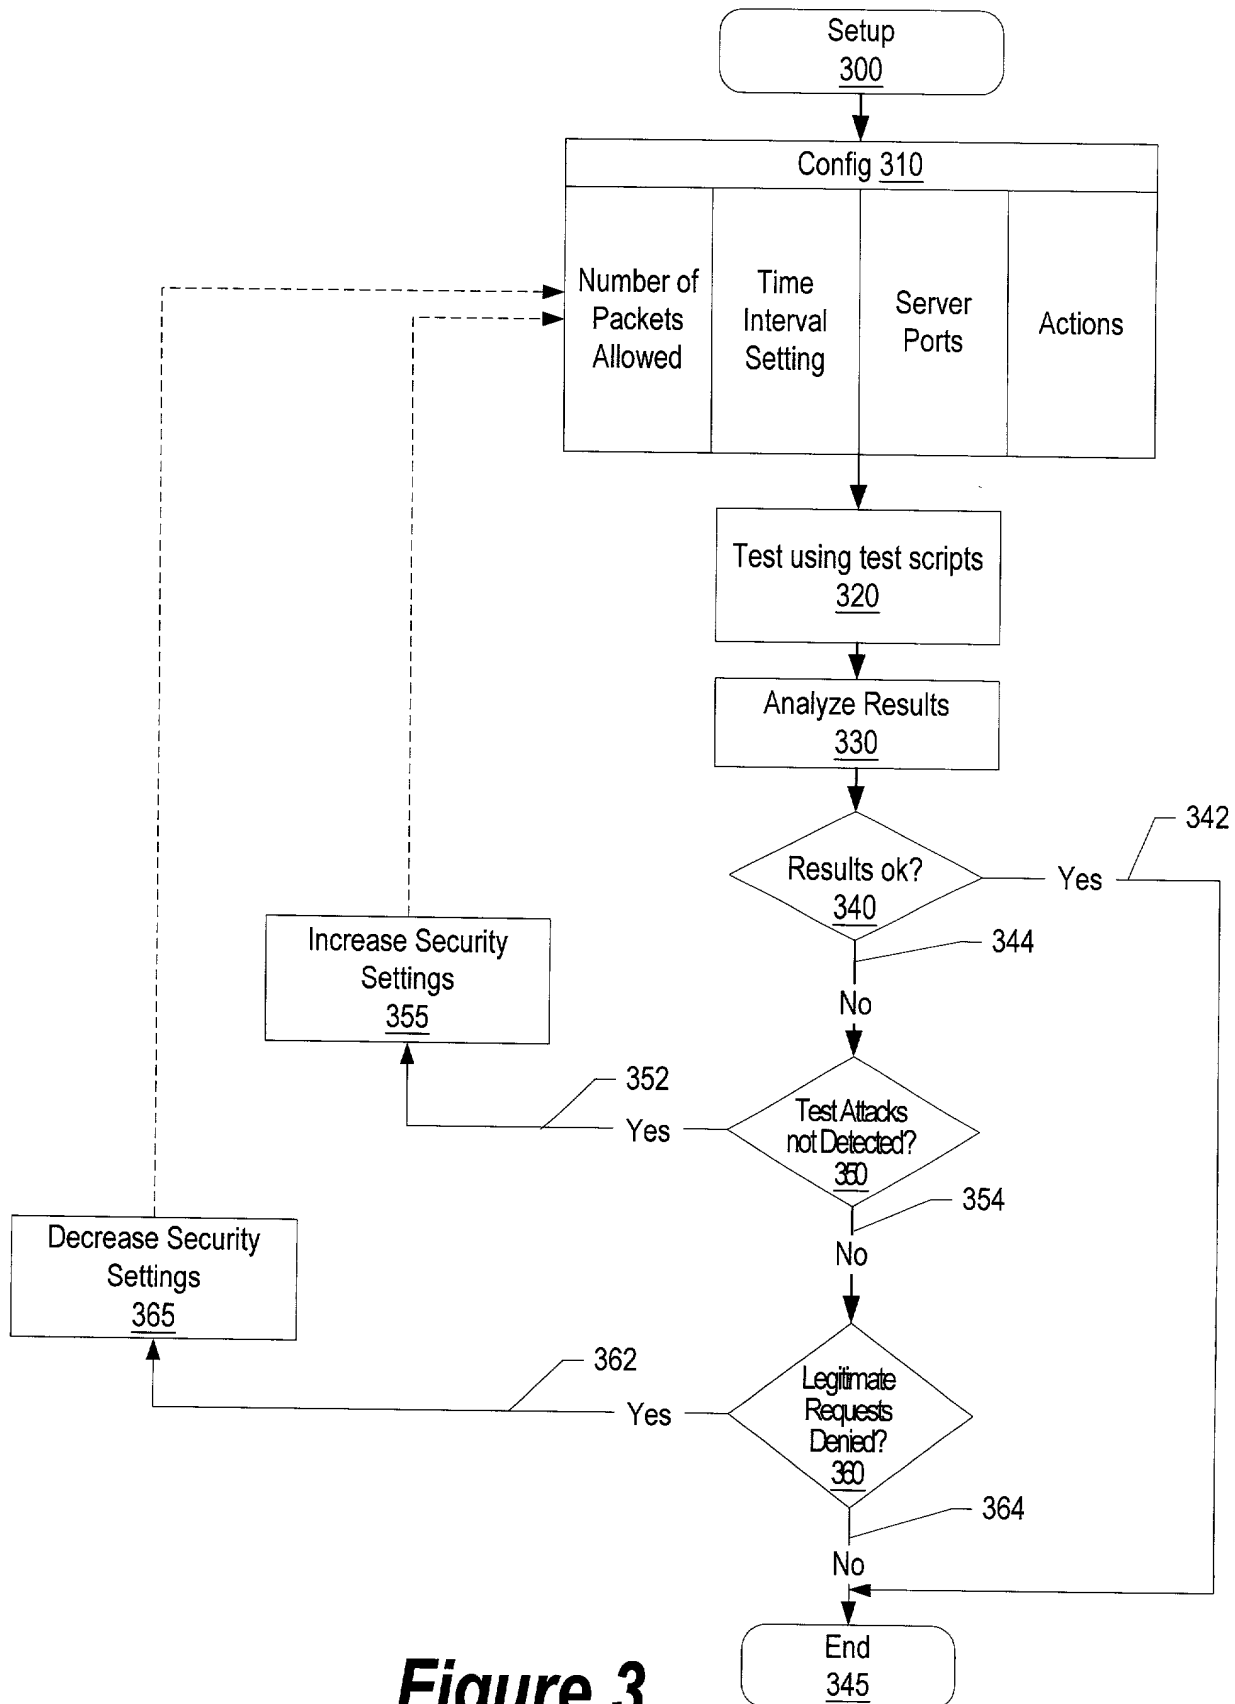 Setup
300
Config 310
Number of
Packets
Allowed
Time
Interval
Setting
Server
Ports
Actions
Test using test scripts
320
Analyze Results
330
Results ok?
340
Yes
342
344
No
Increase Security
Settings
355
352
Yes
Test Attacks
not Detected?
350
354
No
Decrease Security
Settings
365
362
Yes
Legitimate
Requests
Denied?
360
364
No
End
345
Figure 3